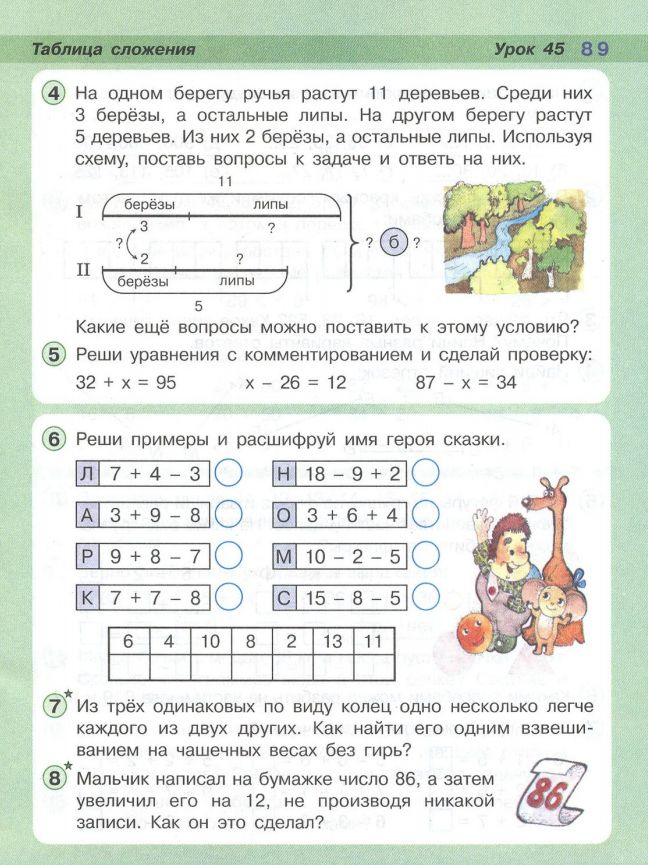 Таблица сложения Урок 45 89
4 На одном берегу ручья растут 11 деревьев. Среди них
3 берёзы, а остальные липы. На другом берегу растут
5 деревьев. Из них 2 берёзы, а остальные липы. Используя
схему, поставь вопросы к задаче и ответь на них.
11
I берёзы липы
3 ?
? ? б ?
2 ?
II берёзы липы
5
Какие ещё вопросы можно поставить к этому условию?
5 Реши уравнения с комментированием и сделай проверку:
32 + x = 95 x − 26 = 12 87 − x = 34
6 Реши примеры и расшифруй имя героя сказки.
Л 7 + 4 − 3 Н 18 − 9 + 2
А 3 + 9 − 8 О 3 + 6 + 4
Р 9 + 8 − 7 М 10 − 2 − 5
К 7 + 7 − 8 С 15 − 8 − 5
6 4 10 8 2 13 11
7* Из трёх одинаковых по виду колец одно несколько легче
каждого из двух других. Как найти его одним взвеши-
ванием на чашечных весах без гирь?
8* Мальчик написал на бумажке число 86, а затем
увеличил его на 12, не производя никакой
записи. Как он это сделал?
86